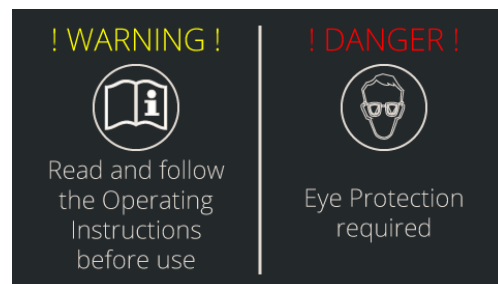 ! WARNING !
i
Read and follow
the Operating
Instructions
before use
! DANGER !
Eye Protection
required